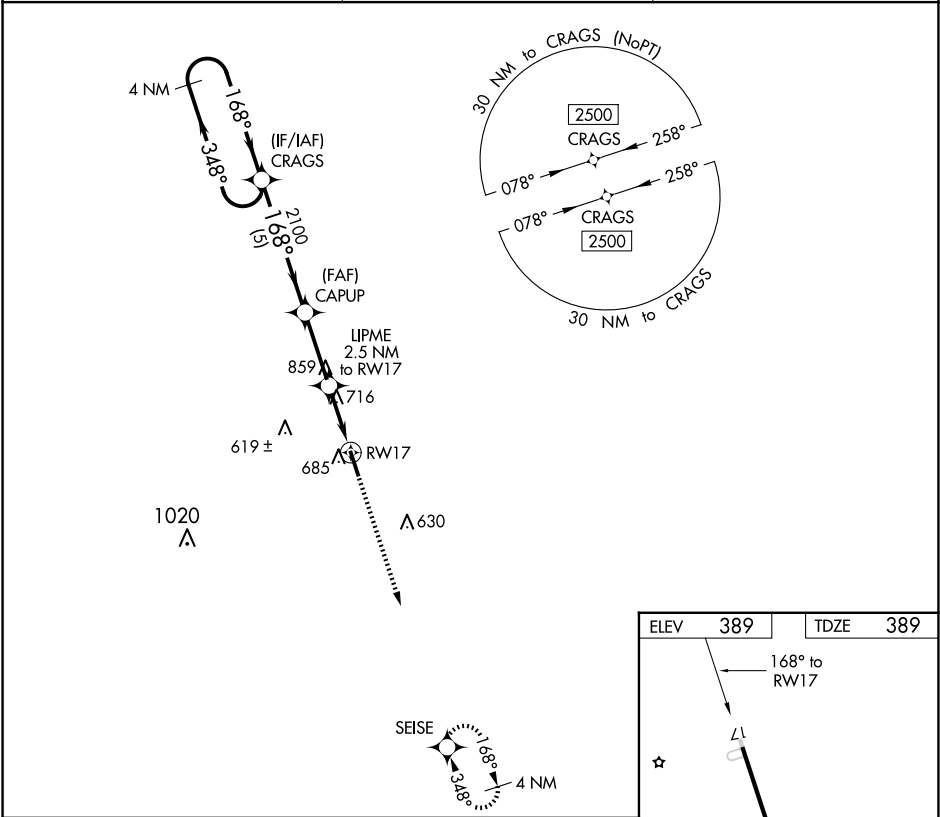 4 NM
168°
348°
(IF/IAF)
CRAGS
2100
168°
(5)
(FAF)
CAPUP
LIPME
2.5 NM
to RW17
859
716
619 ±
685
RW17
1020
630
SEISE
168°
348°
4 NM
30 NM to CRAGS (NoPT)
2500
CRAGS
258°
078°
258°
078°
CRAGS
2500
30 NM to CRAGS
ELEV 389
TDZE 389
168° to
RW17
17